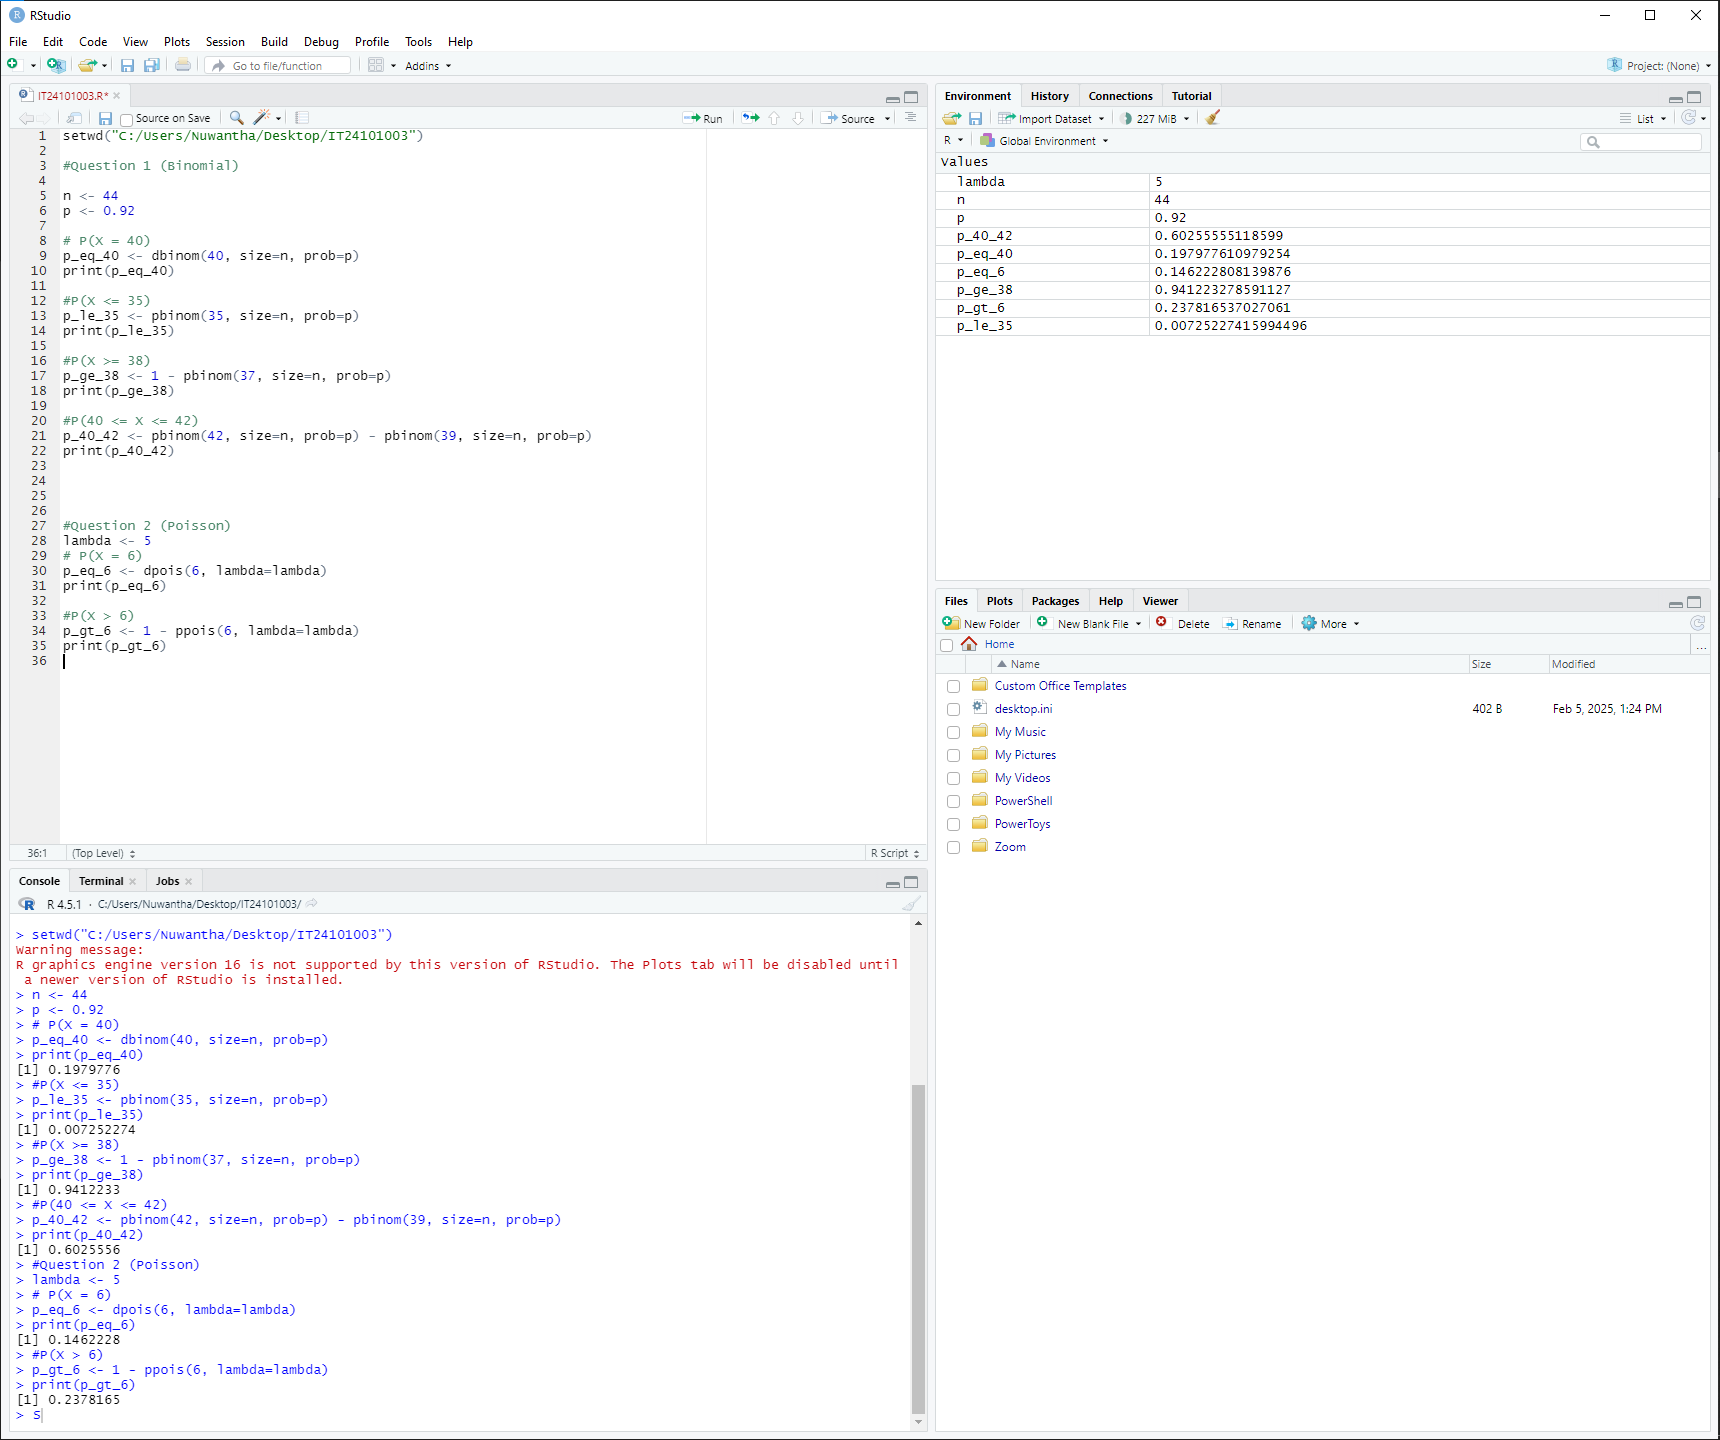 RStudio
File Edit Code View Plots Session Build Debug Profile Tools Help
Go to file/function Addins Project: (None)
IT24101003.R*
Source on Save Run Source
1 setwd("C:/Users/Nuwantha/Desktop/IT24101003")
2
3 #Question 1 (Binomial)
4
5 n <- 44
6 p <- 0.92
7
8 # P(X = 40)
9 p_eq_40 <- dbinom(40, size=n, prob=p)
10 print(p_eq_40)
11
12 #P(X <= 35)
13 p_le_35 <- pbinom(35, size=n, prob=p)
14 print(p_le_35)
15
16 #P(X >= 38)
17 p_ge_38 <- 1 - pbinom(37, size=n, prob=p)
18 print(p_ge_38)
19
20 #P(40 <= X <= 42)
21 p_40_42 <- pbinom(42, size=n, prob=p) - pbinom(39, size=n, prob=p)
22 print(p_40_42)
23
24
25
26
27 #Question 2 (Poisson)
28 lambda <- 5
29 # P(X = 6)
30 p_eq_6 <- dpois(6, lambda=lambda)
31 print(p_eq_6)
32
33 #P(X > 6)
34 p_gt_6 <- 1 - ppois(6, lambda=lambda)
35 print(p_gt_6)
36
36:1 (Top Level) R Script
Console Terminal Jobs
R 4.5.1 · C:/Users/Nuwantha/Desktop/IT24101003/
> setwd("C:/Users/Nuwantha/Desktop/IT24101003")
Warning message:
R graphics engine version 16 is not supported by this version of RStudio. The Plots tab will be disabled until
a newer version of RStudio is installed.
> n <- 44
> p <- 0.92
> # P(X = 40)
> p_eq_40 <- dbinom(40, size=n, prob=p)
> print(p_eq_40)
[1] 0.1979776
> #P(X <= 35)
> p_le_35 <- pbinom(35, size=n, prob=p)
> print(p_le_35)
[1] 0.007252274
> #P(X >= 38)
> p_ge_38 <- 1 - pbinom(37, size=n, prob=p)
> print(p_ge_38)
[1] 0.9412233
> #P(40 <= X <= 42)
> p_40_42 <- pbinom(42, size=n, prob=p) - pbinom(39, size=n, prob=p)
> print(p_40_42)
[1] 0.6025556
> #Question 2 (Poisson)
> lambda <- 5
> # P(X = 6)
> p_eq_6 <- dpois(6, lambda=lambda)
> print(p_eq_6)
[1] 0.1462228
> #P(X > 6)
> p_gt_6 <- 1 - ppois(6, lambda=lambda)
> print(p_gt_6)
[1] 0.2378165
> S
Environment History Connections Tutorial
Import Dataset 227 MiB List
R Global Environment
Values
lambda 5
n 44
p 0.92
p_40_42 0.60255555118599
p_eq_40 0.197977610979254
p_eq_6 0.146222808139876
p_ge_38 0.941223278591127
p_gt_6 0.237816537027061
p_le_35 0.00725227415994496
Files Plots Packages Help Viewer
New Folder New Blank File Delete Rename More
Home ...
Name Size Modified
Custom Office Templates
desktop.ini 402 B Feb 5, 2025, 1:24 PM
My Music
My Pictures
My Videos
PowerShell
PowerToys
Zoom